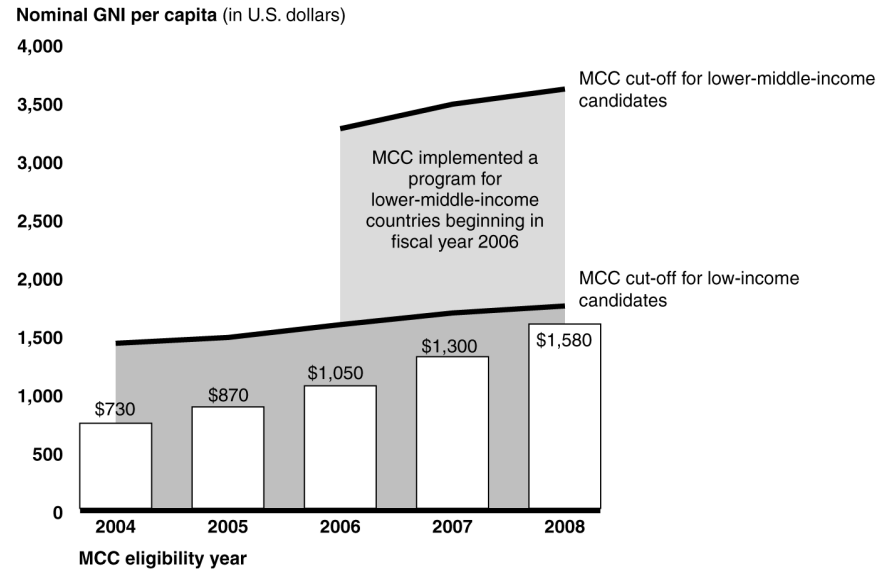 Nominal GNI per capita (in U.S. dollars)
4,000
MCC cut-off for lower-middle-income
candidates
3,500
3,000
MCC implemented a
program for
lower-middle-income
countries beginning in
fiscal year 2006
2,500
2,000
MCC cut-off for low-income
candidates
1,500
$1,580
$1,300
$1,050
1,000
$870
$730
500
0
2004 2005 2006 2007 2008
MCC eligibility year